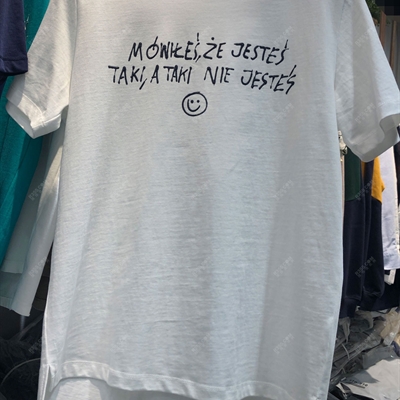 MÓWIŁEŚ, ŻE JESTEŚ
TAKI, A TAKI NIE JESTEŚ